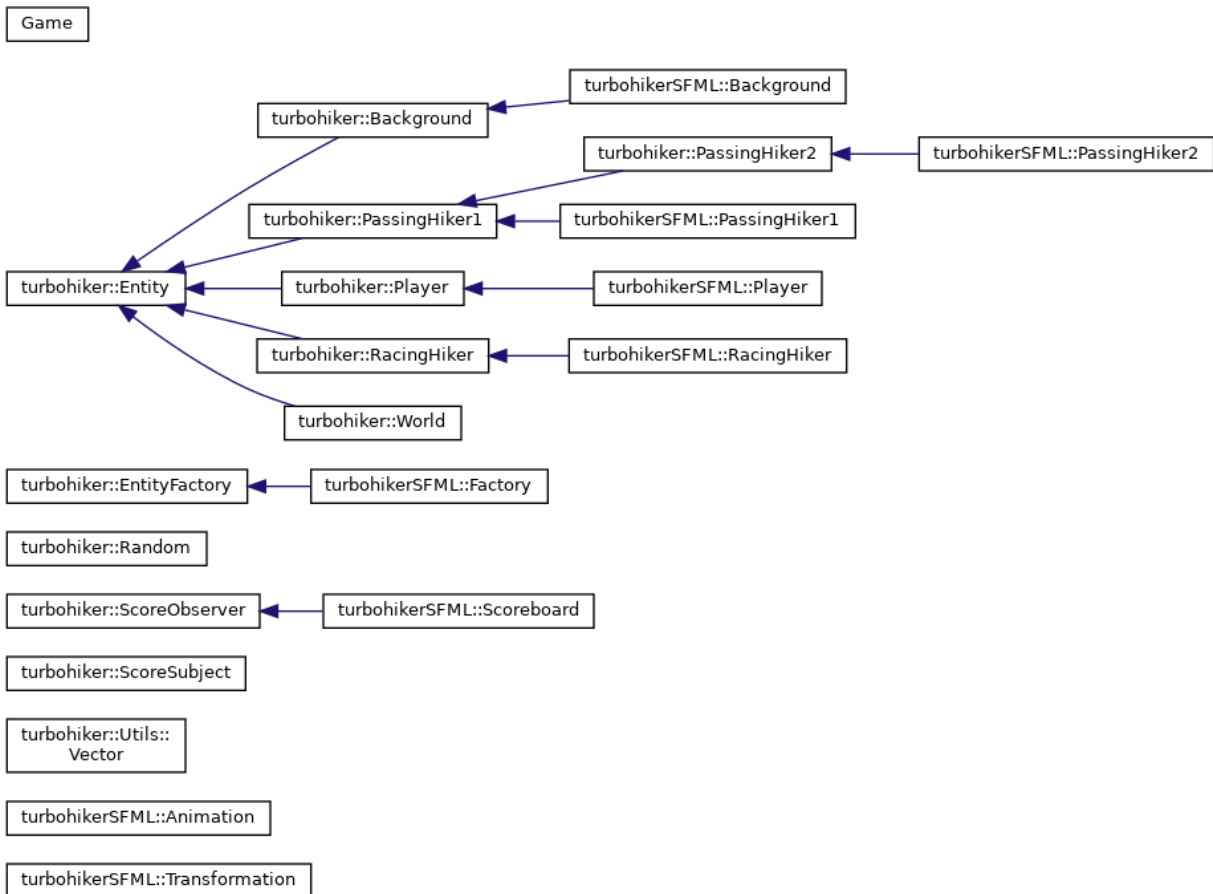 Game
turbohikerSFML::Background
turbohiker::Background
turbohiker::PassingHiker2
turbohikerSFML::PassingHiker2
turbohiker::PassingHiker1
turbohikerSFML::PassingHiker1
turbohiker::Entity
turbohiker::Player
turbohikerSFML::Player
turbohiker::RacingHiker
turbohikerSFML::RacingHiker
turbohiker::World
turbohiker::EntityFactory
turbohikerSFML::Factory
turbohiker::Random
turbohiker::ScoreObserver
turbohikerSFML::Scoreboard
turbohiker::ScoreSubject
turbohiker::Utils::
Vector
turbohikerSFML::Animation
turbohikerSFML::Transformation